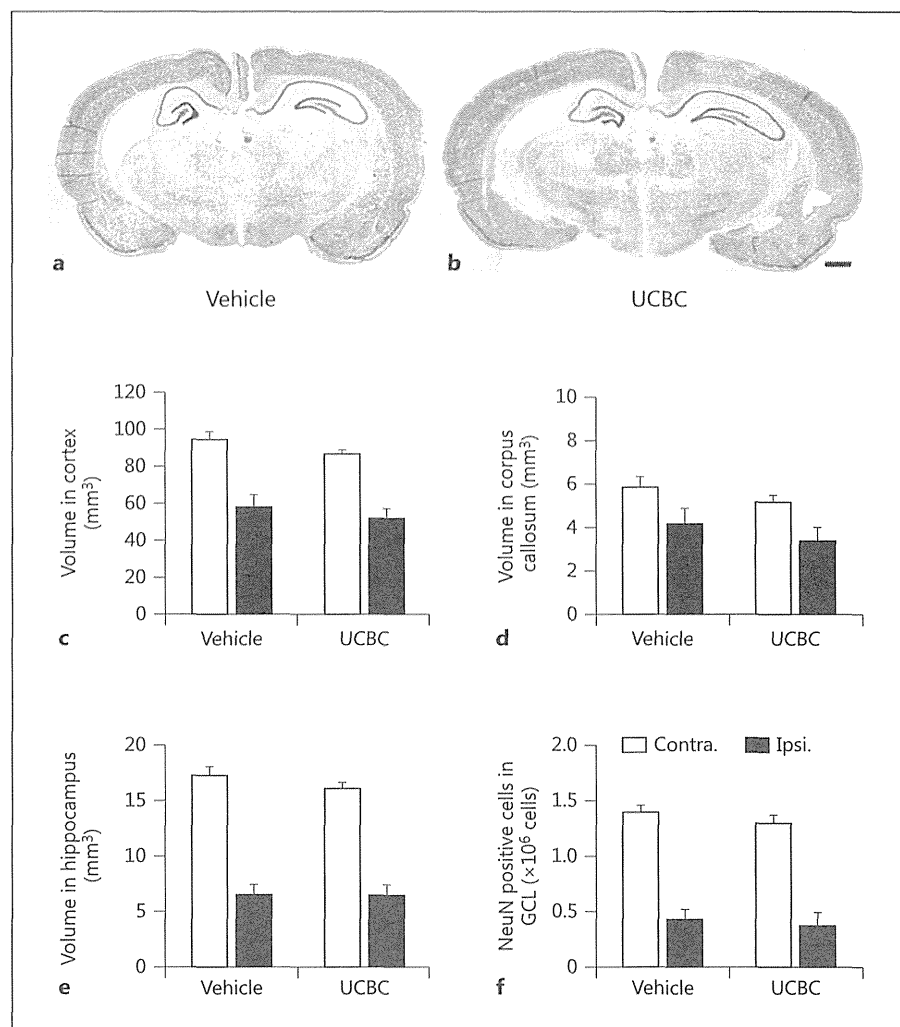 a
b
Vehicle
UCBC
Volume in cortex
(mm³)
120
100
80
60
40
20
0
Vehicle
UCBC
c
Volume in corpus
callosum (mm³)
10
8
6
4
2
0
Vehicle
UCBC
d
Volume in hippocampus
(mm³)
20
15
10
5
0
Vehicle
UCBC
e
NeuN positive cells in
GCL (×10⁶ cells)
2.0
1.5
1.0
0.5
0
Contra.
Ipsi.
Vehicle
UCBC
f